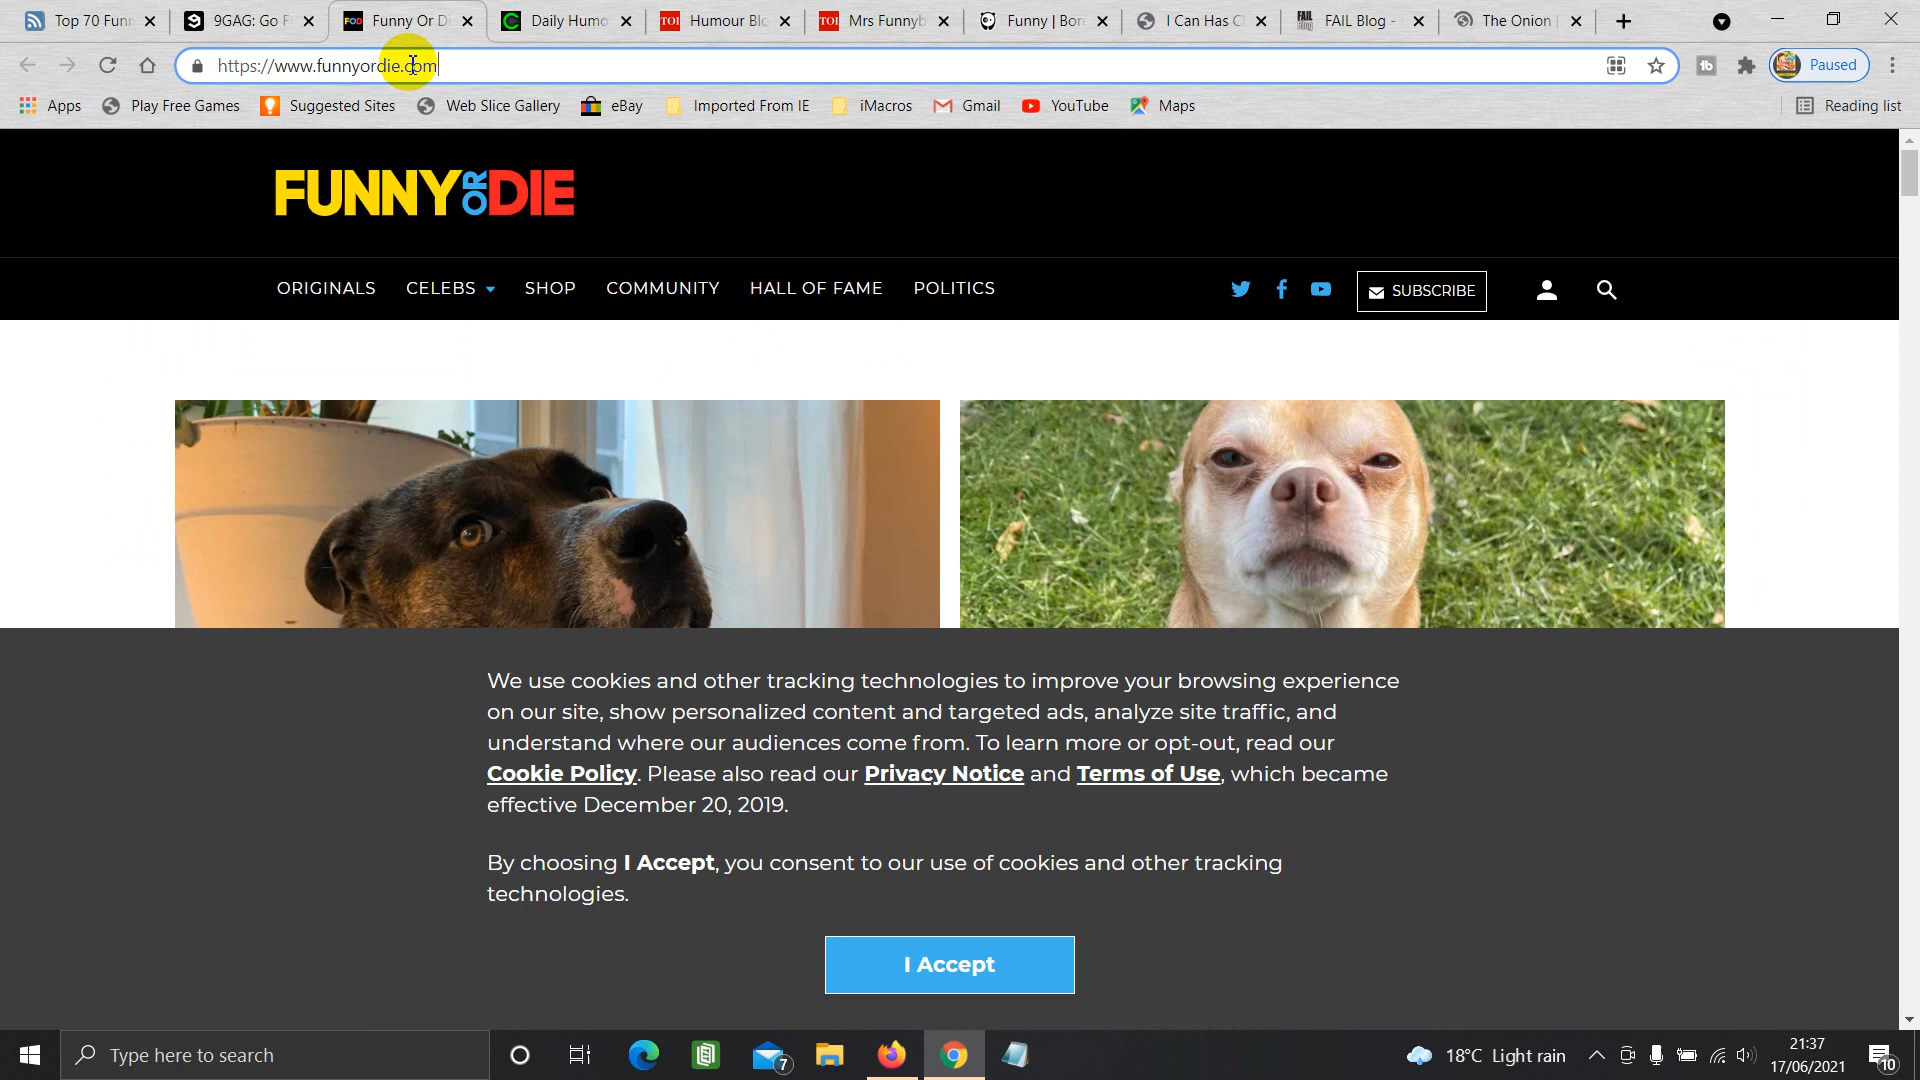 Top 70 Funn
9GAG: Go F
FOD Funny Or Di
Daily Humo
TOI Humour Blo
TOI Mrs Funnyb
Funny | Bor
I Can Has C
FAIL Blog -
The Onion |
https://www.funnyordie.com
Paused
Apps
Play Free Games
Suggested Sites
Web Slice Gallery
eBay
Imported From IE
iMacros
Gmail
YouTube
Maps
Reading list
FUNNY OR DIE
ORIGINALS
CELEBS
SHOP
COMMUNITY
HALL OF FAME
POLITICS
SUBSCRIBE
We use cookies and other tracking technologies to improve your browsing experience
on our site, show personalized content and targeted ads, analyze site traffic, and
understand where our audiences come from. To learn more or opt-out, read our
Cookie Policy. Please also read our Privacy Notice and Terms of Use, which became
effective December 20, 2019.
By choosing I Accept, you consent to our use of cookies and other tracking
technologies.
I Accept
Type here to search
7
18°C Light rain
21:37
17/06/2021
10